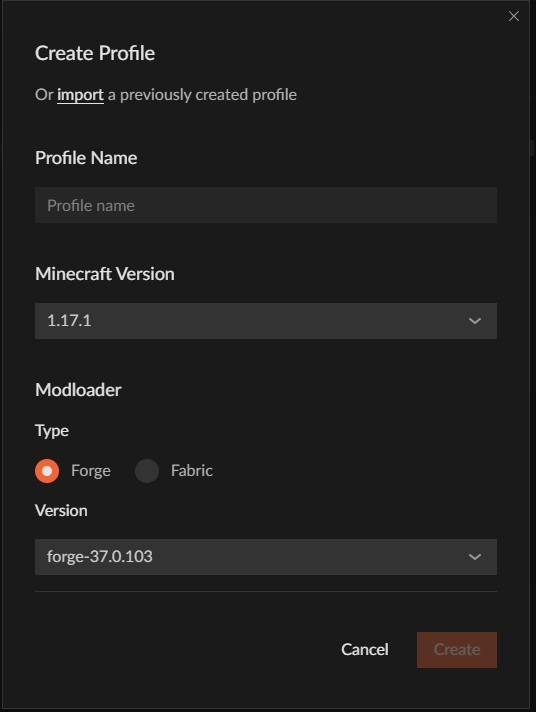 Create Profile
Or import a previously created profile
Profile Name
Profile name
Minecraft Version
1.17.1
Modloader
Type
Forge Fabric
Version
forge-37.0.103
Cancel Create